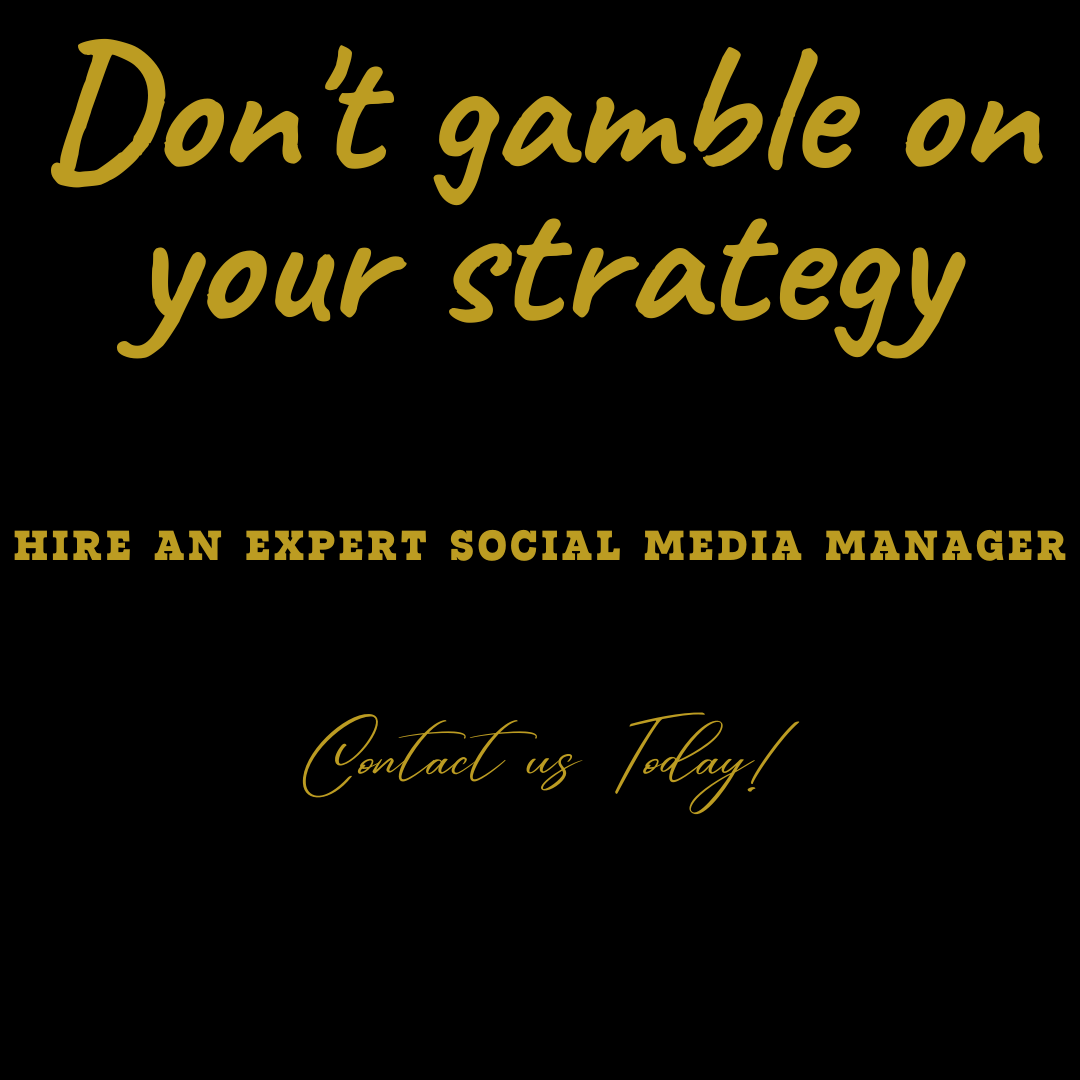 Don't gamble on
your strategy
HIRE AN EXPERT SOCIAL MEDIA MANAGER
Contact us Today!